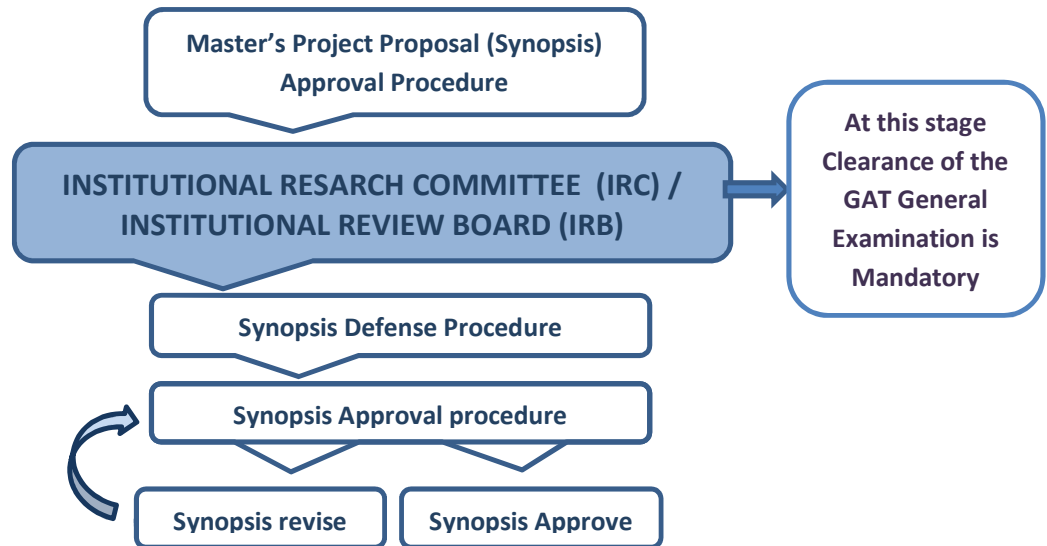 Master’s Project Proposal (Synopsis)
Approval Procedure
INSTITUTIONAL RESARCH COMMITTEE (IRC) /
INSTITUTIONAL REVIEW BOARD (IRB)
At this stage
Clearance of the
GAT General
Examination is
Mandatory
Synopsis Defense Procedure
Synopsis Approval procedure
Synopsis revise
Synopsis Approve